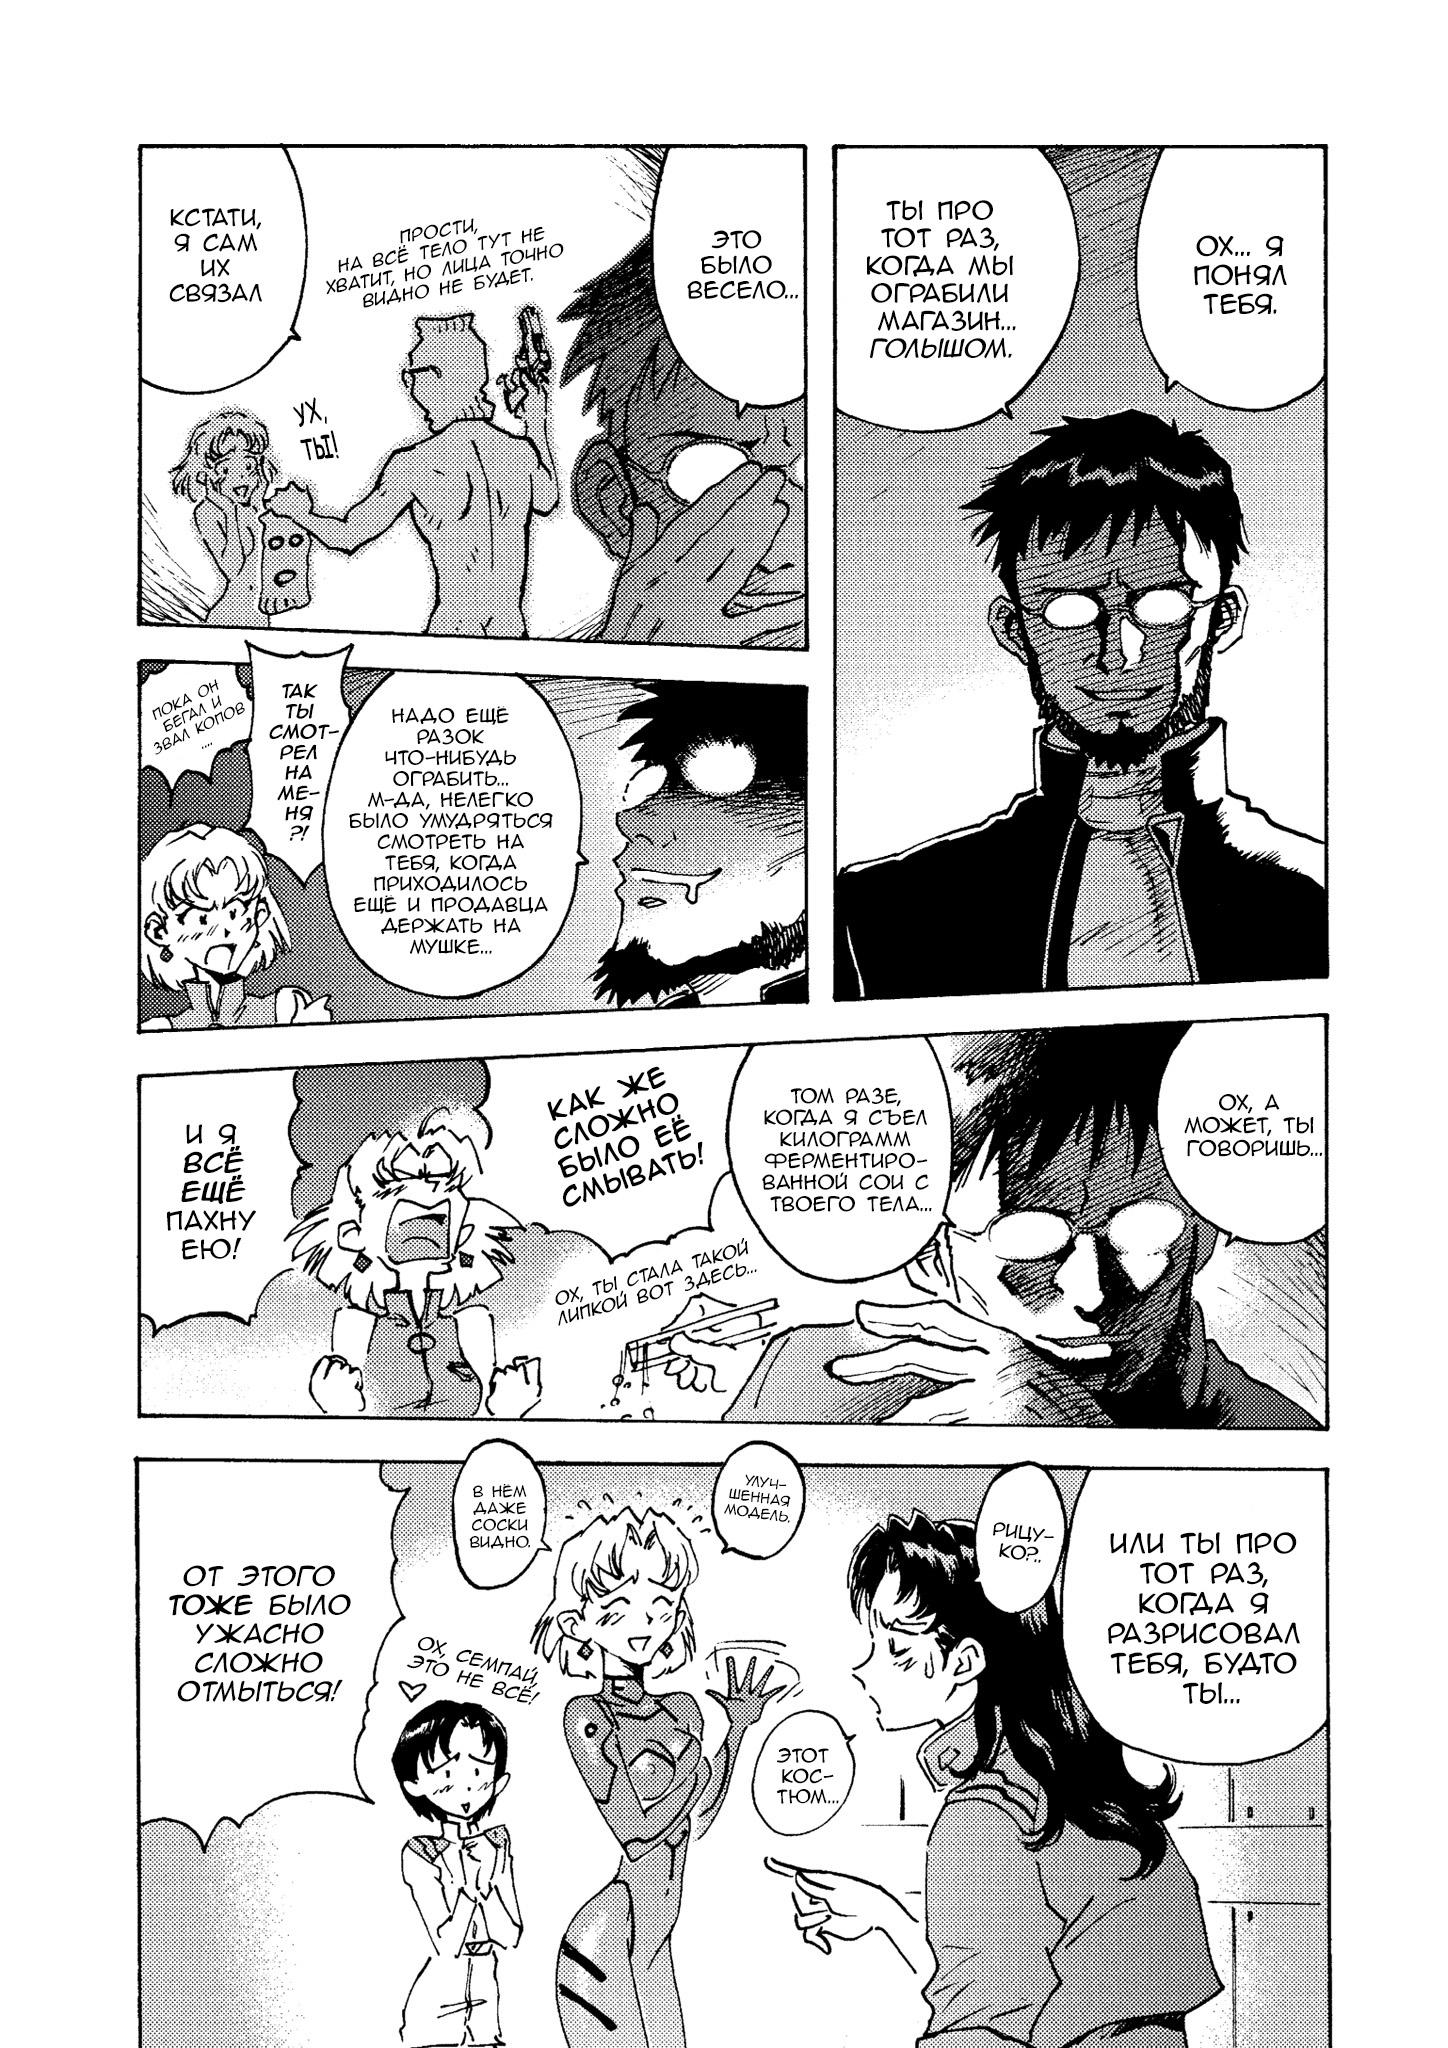 ОХ... Я
ПОНЯЛ
ТЕБЯ.
ТЫ ПРО
ТОТ РАЗ,
КОГДА МЫ
ОГРАБИЛИ
МАГАЗИН...
ГОЛЫШОМ.
ЭТО
БЫЛО
ВЕСЕЛО...
ПРОСТИ,
НА ВСЁ ТЕЛО ТУТ НЕ
ХВАТИТ, НО ЛИЦА ТОЧНО
ВИДНО НЕ БУДЕТ.
УХ,
ТЫ!
КСТАТИ,
Я САМ
ИХ
СВЯЗАЛ
НАДО ЕЩЁ
РАЗОК
ЧТО-НИБУДЬ
ОГРАБИТЬ...
М-ДА, НЕЛЕГКО
БЫЛО УМУДРЯТЬСЯ
СМОТРЕТЬ НА
ТЕБЯ, КОГДА
ПРИХОДИЛОСЬ
ЕЩЁ И ПРОДАВЦА
ДЕРЖАТЬ НА
МУШКЕ...
ТАК
ТЫ
СМОТ-
РЕЛ
НА
МЕ-
НЯ
?!
ПОКА ОН
БЕГАЛ И
ЗВАЛ КОПОВ
....
ОХ, А
МОЖЕТ, ТЫ
ГОВОРИШЬ...
ТОМ РАЗЕ,
КОГДА Я СЪЕЛ
КИЛОГРАММ
ФЕРМЕНТИРО-
ВАННОЙ СОИ С
ТВОЕГО ТЕЛА...
ОХ, ТЫ СТАЛА ТАКОЙ
ЛИПКОЙ ВОТ ЗДЕСЬ...
КАК ЖЕ
СЛОЖНО
БЫЛО ЕЁ
СМЫВАТЬ!
И Я
ВСЁ
ЕЩЁ
ПАХНУ
ЕЮ!
ИЛИ ТЫ ПРО
ТОТ РАЗ,
КОГДА Я
РАЗРИСОВАЛ
ТЕБЯ, БУДТО
ТЫ...
РИЦУ-
КО?..
ЭТОТ
КОС-
ТЮМ...
УЛУЧ-
ШЕННАЯ
МОДЕЛЬ.
В НЁМ
ДАЖЕ
СОСКИ
ВИДНО.
ОХ, СЕМПАЙ,
ЭТО НЕ ВСЁ!
ОТ ЭТОГО
ТОЖЕ БЫЛО
УЖАСНО
СЛОЖНО
ОТМЫТЬСЯ!